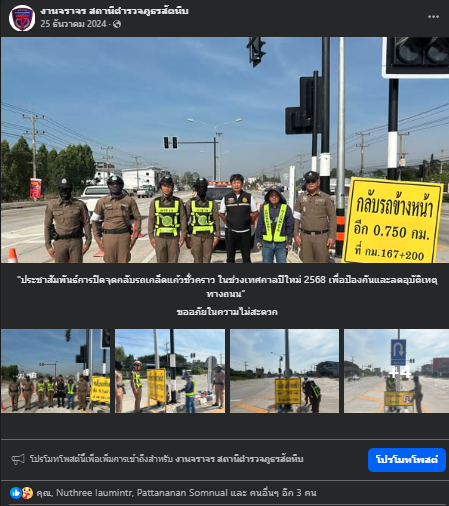 งานจราจร สถานีตำรวจภูธรสัตหีบ
25 ธันวาคม 2024
กลับรถข้างหน้า
อีก 0.750 กม.
ที่ กม.167+200
"ประชาสัมพันธ์การปิดจุดกลับรถเคล็ดแก้วชั่วคราว ในช่วงเทศกาลปีใหม่ 2568 เพื่อป้องกันและลดอุบัติเหตุ
ทางถนน"
ขออภัยในความไม่สะดวก
+4
โปรโมทโพสต์นี้เพื่อเพิ่มการเข้าถึงสำหรับ งานจราจร สถานีตำรวจภูธรสัตหีบ
โปรโมทโพสต์
คุณ, Nuthree Iaumintr, Pattananan Somnual และ คนอื่นๆ อีก 3 คน